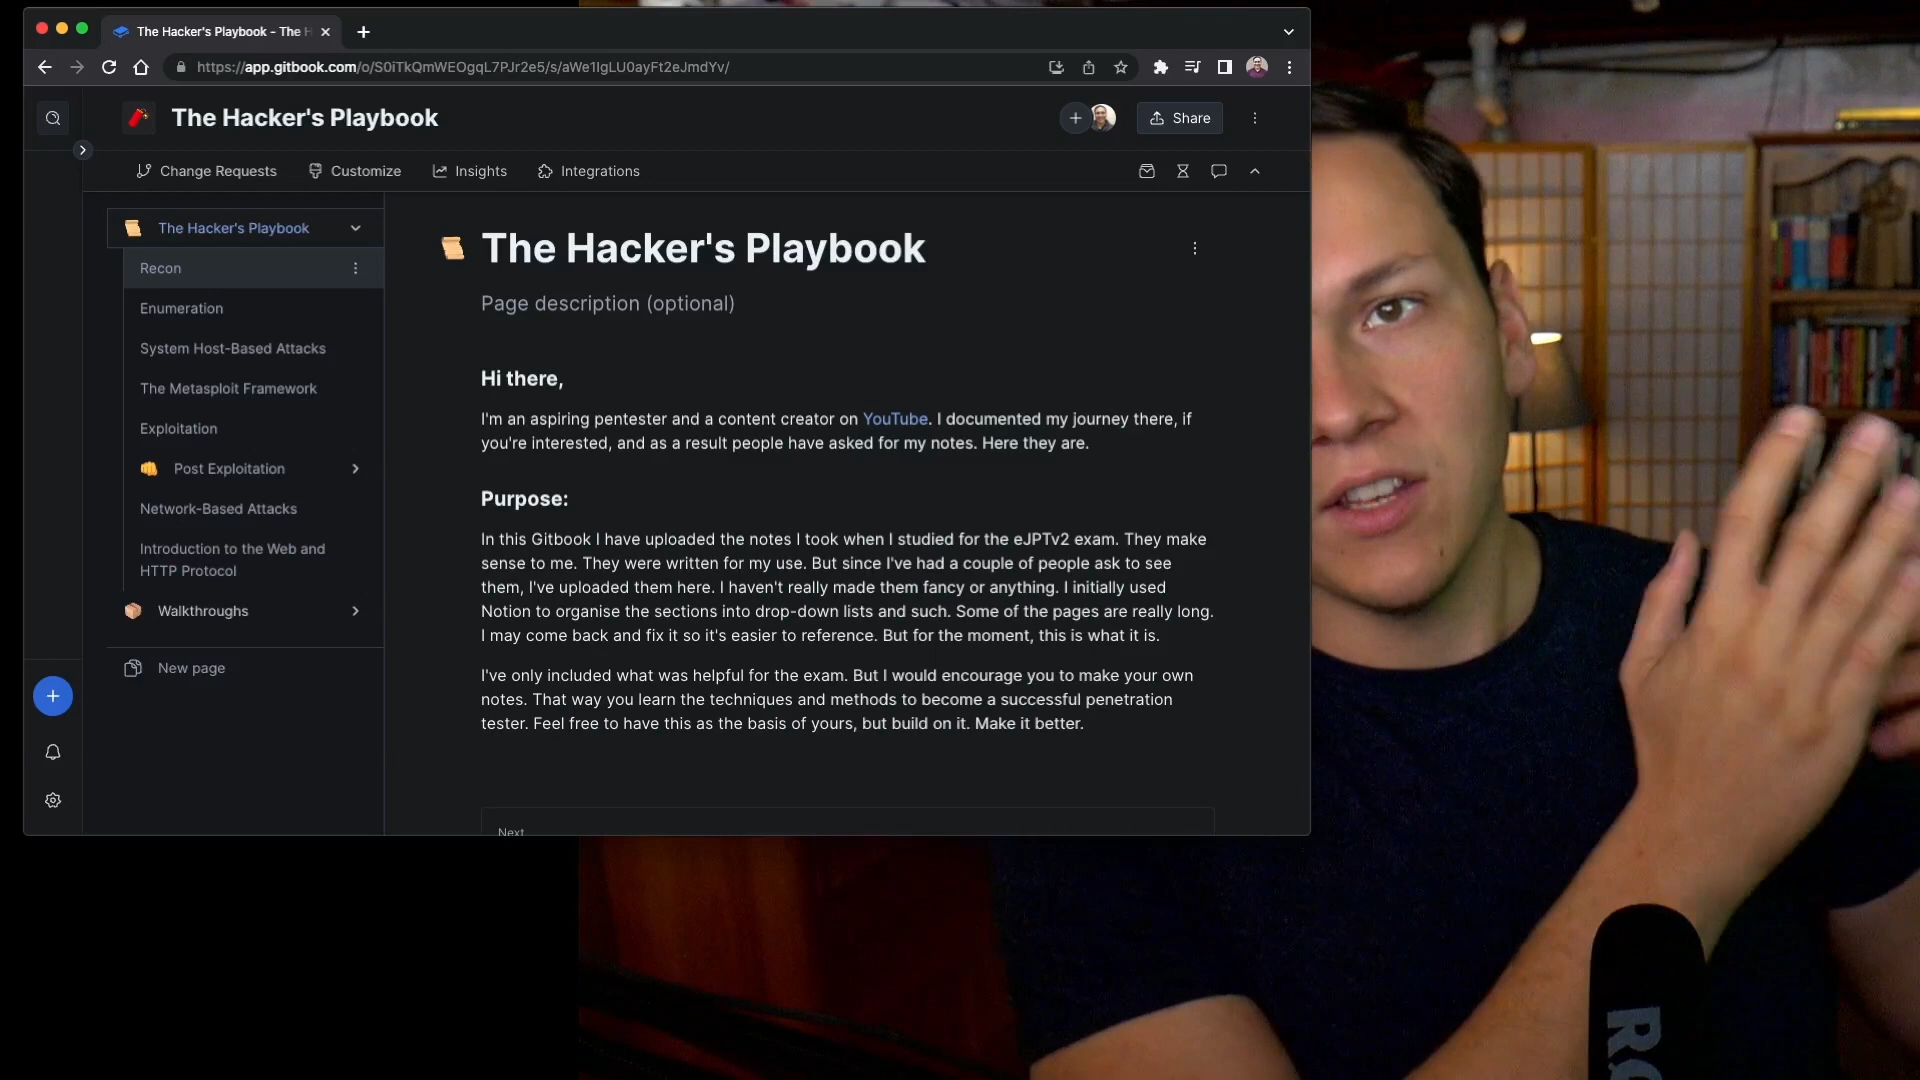 The Hacker's Playbook - The H
https://app.gitbook.com/o/S0iTkQmWEOgqL7PJr2e5/s/aWe1IgLU0ayFt2eJmdYv/
The Hacker's Playbook
Share
Change Requests
Customize
Insights
Integrations
The Hacker's Playbook
Recon
Enumeration
System Host-Based Attacks
The Metasploit Framework
Exploitation
Post Exploitation
Network-Based Attacks
Introduction to the Web and
HTTP Protocol
Walkthroughs
New page
The Hacker's Playbook
Page description (optional)
Hi there,
I'm an aspiring pentester and a content creator on YouTube. I documented my journey there, if
you're interested, and as a result people have asked for my notes. Here they are.
Purpose:
In this Gitbook I have uploaded the notes I took when I studied for the eJPTv2 exam. They make
sense to me. They were written for my use. But since I've had a couple of people ask to see
them, I've uploaded them here. I haven't really made them fancy or anything. I initially used
Notion to organise the sections into drop-down lists and such. Some of the pages are really long.
I may come back and fix it so it's easier to reference. But for the moment, this is what it is.
I've only included what was helpful for the exam. But I would encourage you to make your own
notes. That way you learn the techniques and methods to become a successful penetration
tester. Feel free to have this as the basis of yours, but build on it. Make it better.
Next